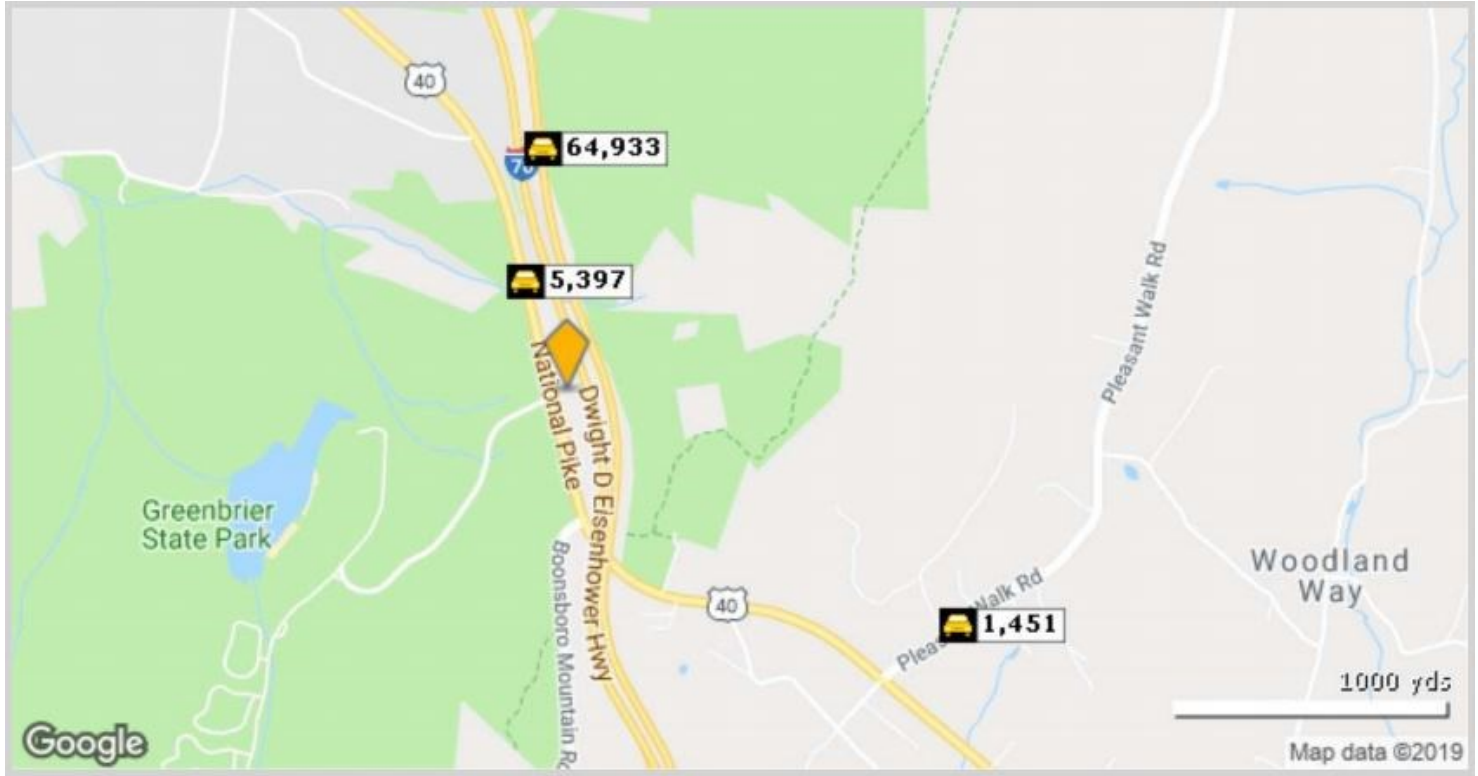 40
64,933
70
5,397
Pleasant Walk Rd
National Pike
Dwight D Eisenhower Hwy
Greenbrier
State Park
Boonsboro Mountain Rd
Woodland
Way
40
Pleasant Walk Rd
1,451
1000 yds
Google
Map data ©2019